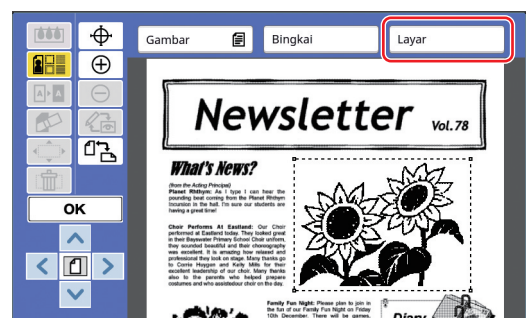 Gambar
Bingkai
Layar
A
A
OK
Newsletter
Vol. 78
What's News?
(from the Acting Principal)
Planet Rhthym: As I type I can hear the
pounding beat coming from the Planet Rhthym
Incursion in the hall. I'm sure our students are
having a great time!
Choir Performs At Eastland: Our Choir
performed at Eastland today. They looked great
in their Bayswater Primary School Choir uniform,
they sounded beautiful and their choreography
was excellent. It is amazing how relaxed and
professional they look on stage. Many thanks go
to Corrie Huygen and Kally Mitts for their
excellent leadership of our choir. Many thanks
also to the parents who helped prepare
costumes and who assistedour choir on the day.
Family Fun Night: Please plan to join in
the fun of our Family Fun Night on Friday
10th December. There will be games,
Diary